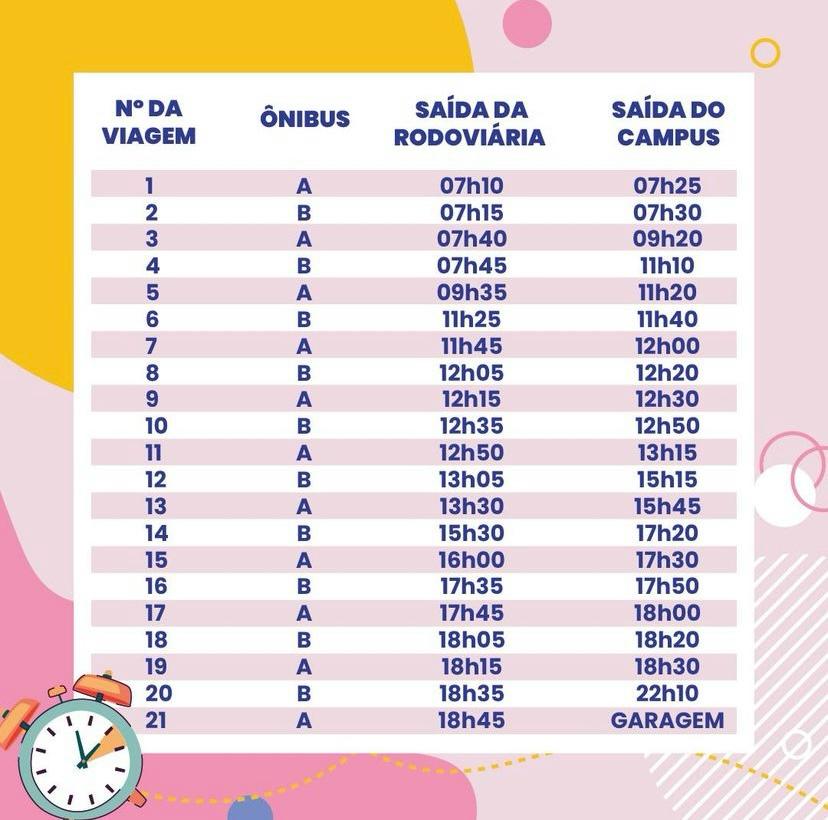 Nº DA VIAGEM ÔNIBUS SAÍDA DA RODOVIÁRIA SAÍDA DO CAMPUS
1 A 07h10 07h25
2 B 07h15 07h30
3 A 07h40 09h20
4 B 07h45 11h10
5 A 09h35 11h20
6 B 11h25 11h40
7 A 11h45 12h00
8 B 12h05 12h20
9 A 12h15 12h30
10 B 12h35 12h50
11 A 12h50 13h15
12 B 13h05 15h15
13 A 13h30 15h45
14 B 15h30 17h20
15 A 16h00 17h30
16 B 17h35 17h50
17 A 17h45 18h00
18 B 18h05 18h20
19 A 18h15 18h30
20 B 18h35 22h10
21 A 18h45 GARAGEM